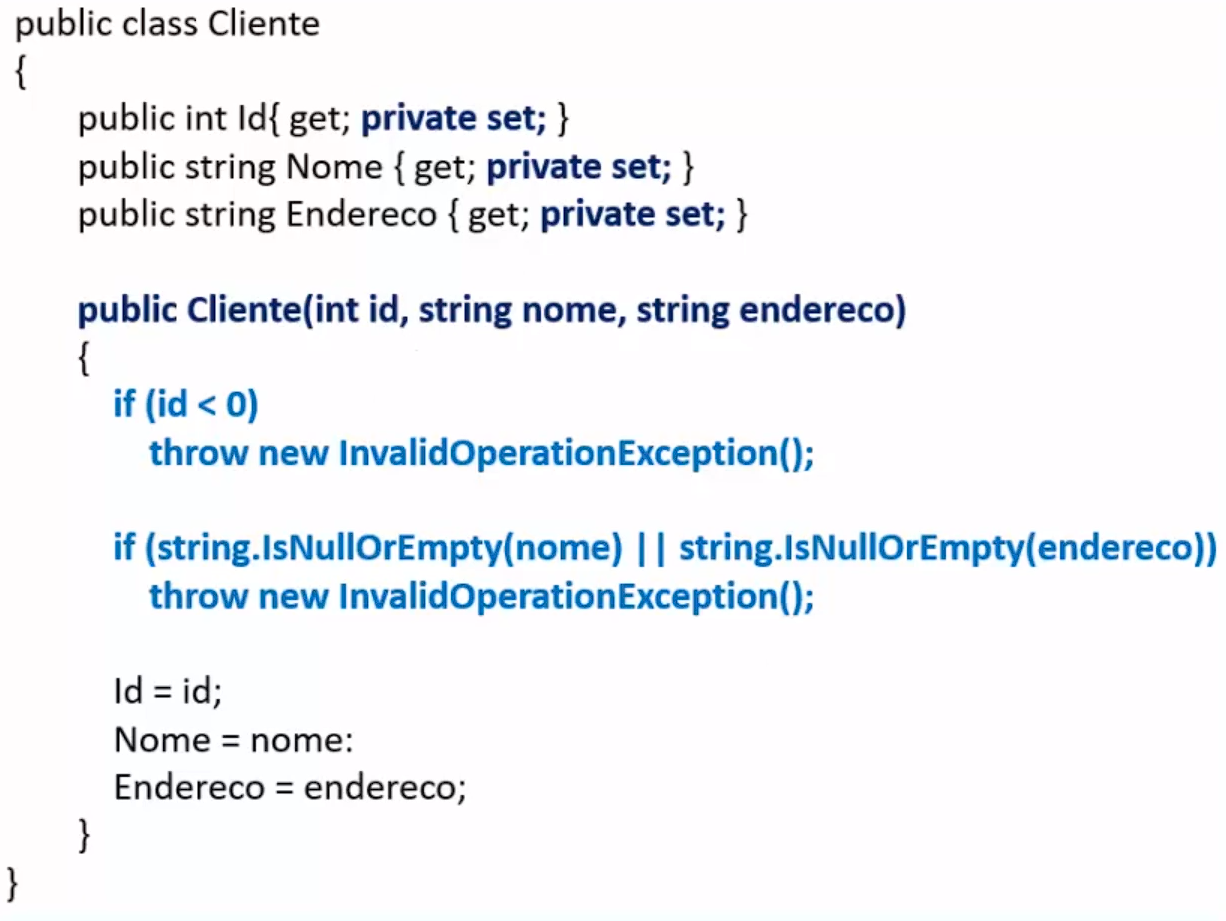 public class Cliente
{
public int Id{ get; private set; }
public string Nome { get; private set; }
public string Endereco { get; private set; }
public Cliente(int id, string nome, string endereco)
{
if (id < 0)
throw new InvalidOperationException();
if (string.IsNullOrEmpty(nome) || string.IsNullOrEmpty(endereco))
throw new InvalidOperationException();
Id = id;
Nome = nome:
Endereco = endereco;
}
}